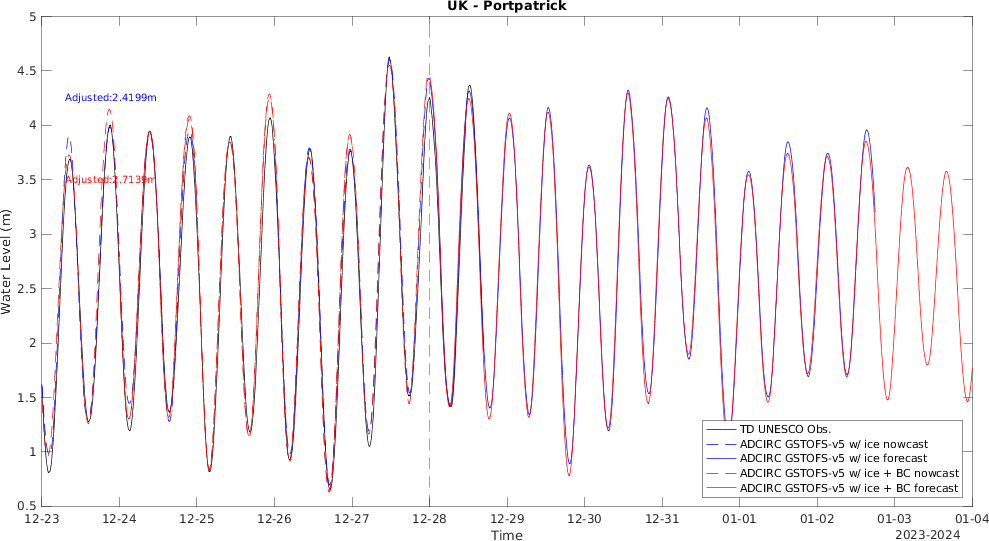 UK - Portpatrick
5
4.5
4
3.5
3
2.5
2
1.5
1
0.5
Water Level (m)
Adjusted:2.4199m
Adjusted:2.7139m
TD UNESCO Obs.
ADCIRC GSTOFS-v5 w/ ice nowcast
ADCIRC GSTOFS-v5 w/ ice forecast
ADCIRC GSTOFS-v5 w/ ice + BC nowcast
ADCIRC GSTOFS-v5 w/ ice + BC forecast
12-23 12-24 12-25 12-26 12-27 12-28 12-29 12-30 12-31 01-01 01-02 01-03 01-04
Time
2023-2024